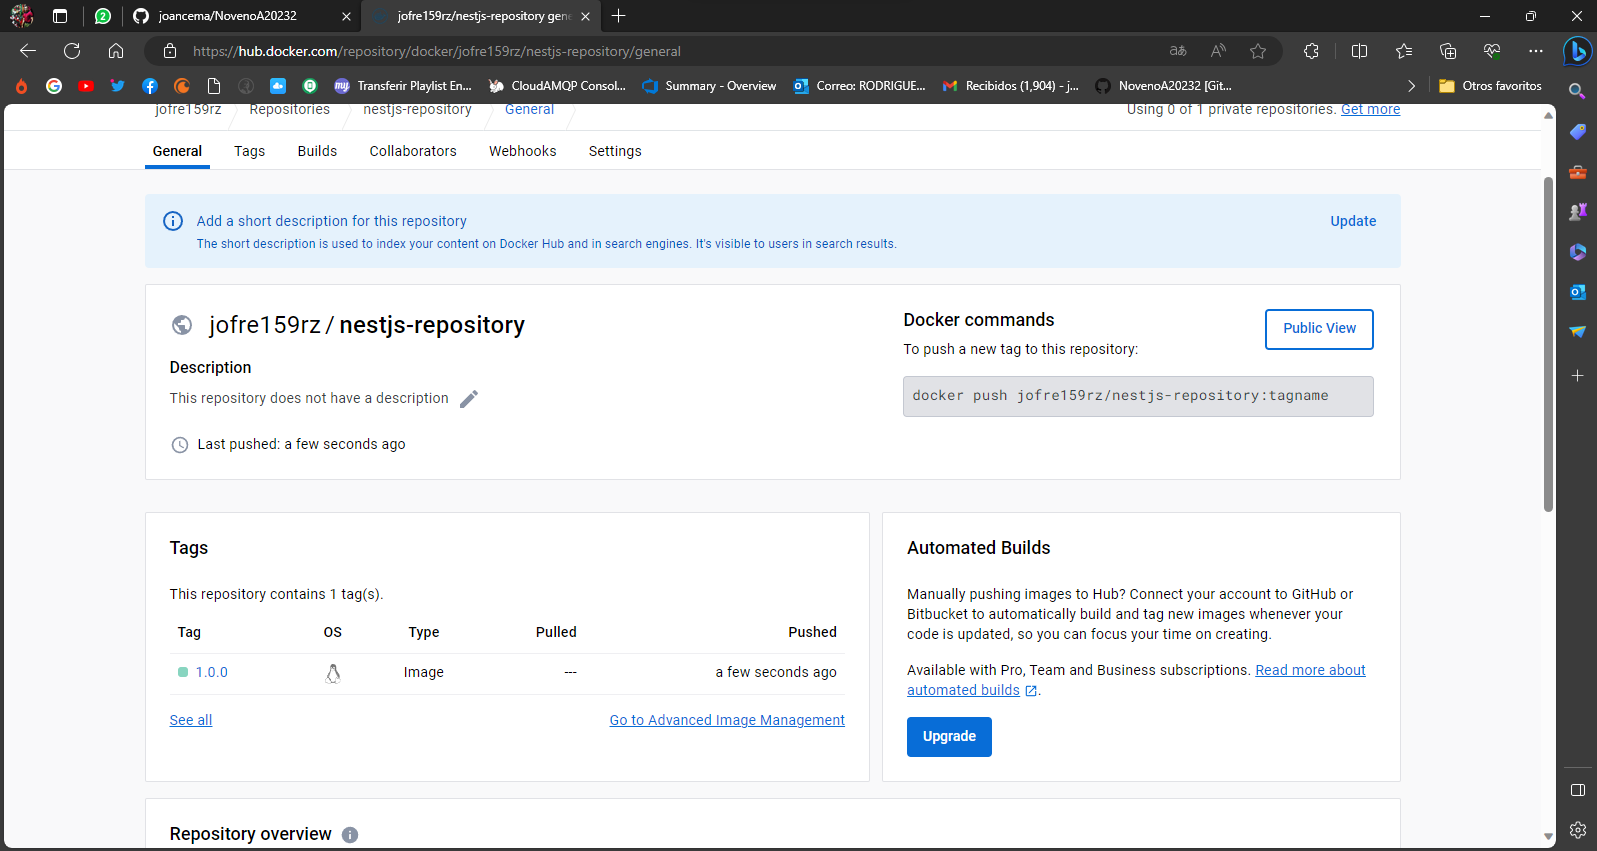 joancema/NovenoA20232
jofre159rz/nestjs-repository gene
https://hub.docker.com/repository/docker/jofre159rz/nestjs-repository/general
Transferir Playlist En...
CloudAMQP Consol...
Summary - Overview
Correo: RODRIGUE...
Recibidos (1,904) - j...
NovenoA20232 [Git...
Otros favoritos
jofre159rz
Repositories
nestjs-repository
General
Using 0 of 1 private repositories. Get more
General
Tags
Builds
Collaborators
Webhooks
Settings
Add a short description for this repository
Update
The short description is used to index your content on Docker Hub and in search engines. It's visible to users in search results.
jofre159rz / nestjs-repository
Description
This repository does not have a description
Last pushed: a few seconds ago
Docker commands
Public View
To push a new tag to this repository:
docker push jofre159rz/nestjs-repository:tagname
Tags
This repository contains 1 tag(s).
Tag OS Type Pulled Pushed
1.0.0 Image --- a few seconds ago
See all
Go to Advanced Image Management
Automated Builds
Manually pushing images to Hub? Connect your account to GitHub or
Bitbucket to automatically build and tag new images whenever your
code is updated, so you can focus your time on creating.
Available with Pro, Team and Business subscriptions. Read more about
automated builds.
Upgrade
Repository overview